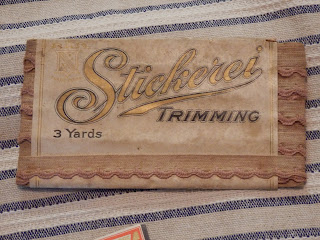 Stickerei
TRIMMING
3 Yards